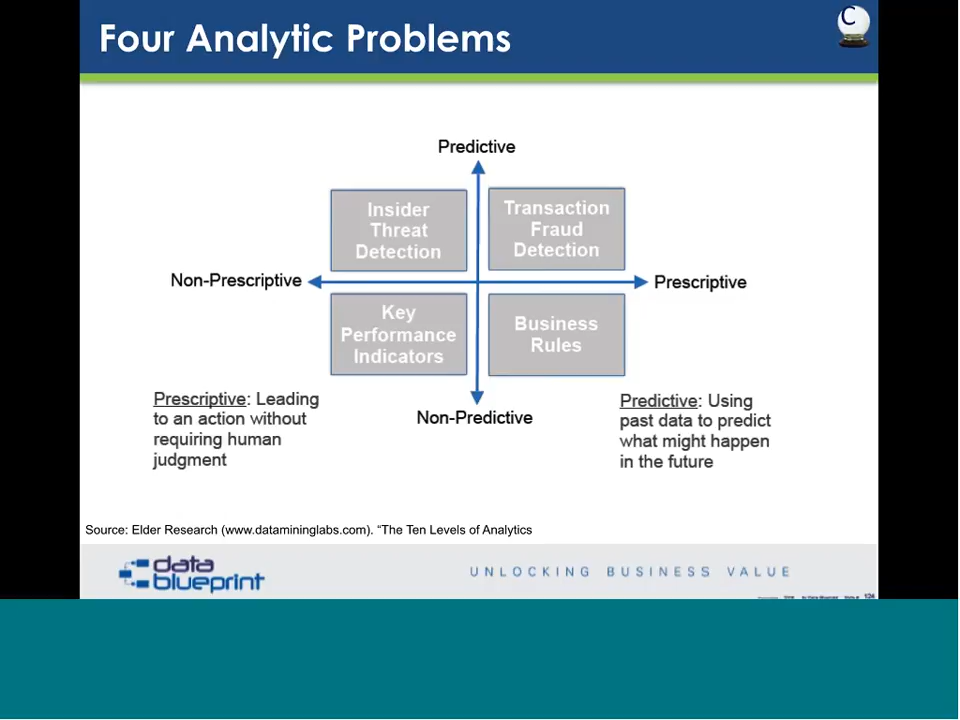 Four Analytic Problems
C
Predictive
Insider
Threat
Detection
Transaction
Fraud
Detection
Non-Prescriptive
Prescriptive
Key
Performance
Indicators
Business
Rules
Non-Predictive
Prescriptive: Leading
to an action without
requiring human
judgment
Predictive: Using
past data to predict
what might happen
in the future
Source: Elder Research (www.datamininglabs.com). “The Ten Levels of Analytics
data
blueprint
UNLOCKING BUSINESS VALUE
124